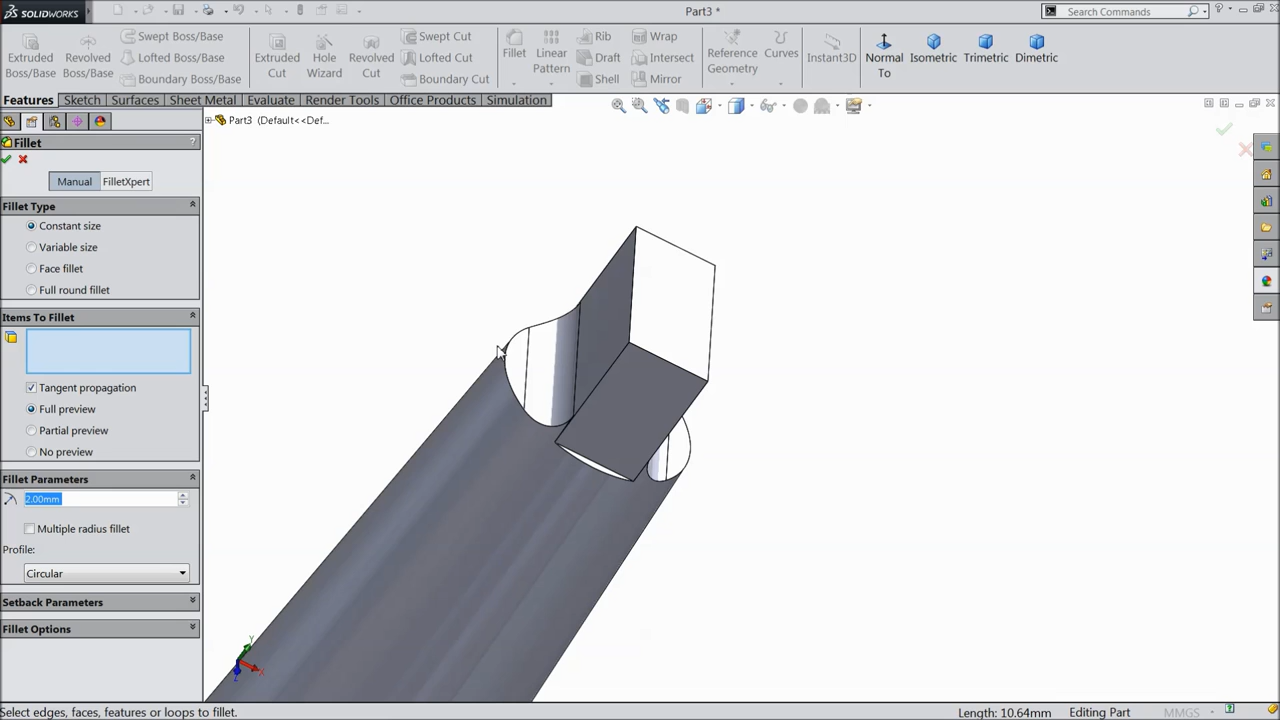 SOLIDWORKS
Part3 *
Search Commands
Extruded Boss/Base
Revolved Boss/Base
Swept Boss/Base
Lofted Boss/Base
Boundary Boss/Base
Extruded Cut
Hole Wizard
Revolved Cut
Swept Cut
Lofted Cut
Boundary Cut
Fillet
Linear Pattern
Rib
Draft
Shell
Wrap
Intersect
Mirror
Reference Geometry
Curves
Instant3D
Normal To
Isometric
Trimetric
Dimetric
Features
Sketch
Surfaces
Sheet Metal
Evaluate
Render Tools
Office Products
Simulation
Part3 (Default<<Def...
Fillet
?
Manual
FilletXpert
Fillet Type
Constant size
Variable size
Face fillet
Full round fillet
Items To Fillet
Tangent propagation
Full preview
Partial preview
No preview
Fillet Parameters
2.00mm
Multiple radius fillet
Profile:
Circular
Setback Parameters
Fillet Options
Y
X
Z
Select edges, faces, features or loops to fillet.
Length: 10.64mm
Editing Part
MMGS